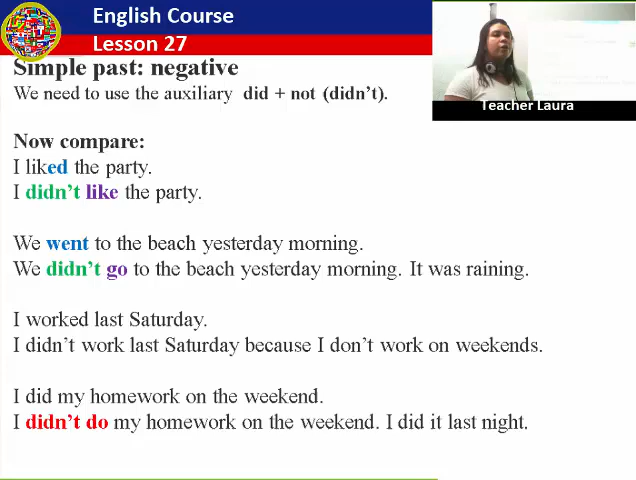 English Course
Lesson 27
Teacher Laura
Simple past: negative
We need to use the auxiliary did + not (didn't).
Now compare:
I liked the party.
I didn't like the party.
We went to the beach yesterday morning.
We didn't go to the beach yesterday morning. It was raining.
I worked last Saturday.
I didn't work last Saturday because I don't work on weekends.
I did my homework on the weekend.
I didn't do my homework on the weekend. I did it last night.